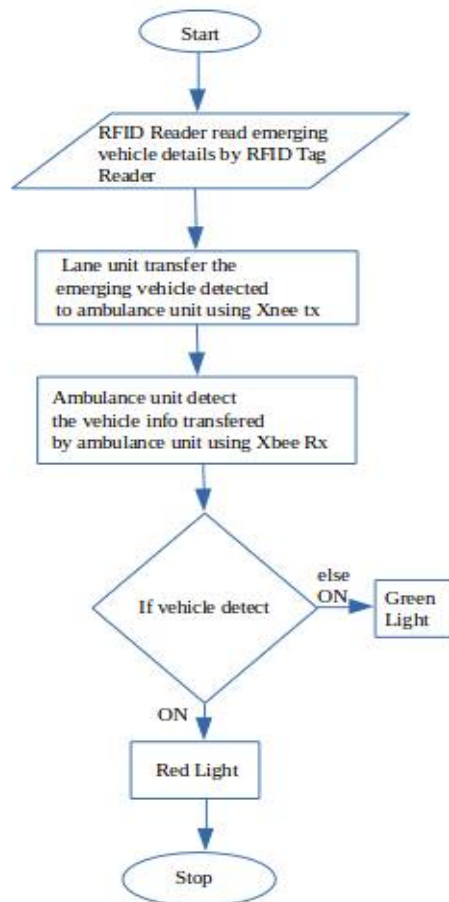 Start
RFID Reader read emerging
vehicle details by RFID Tag
Reader
Lane unit transfer the
emerging vehicle detected
to ambulance unit using Xnee tx
Ambulance unit detect
the vehicle info transfered
by ambulance unit using Xbee Rx
If vehicle detect
else
ON
Green
Light
ON
Red Light
Stop